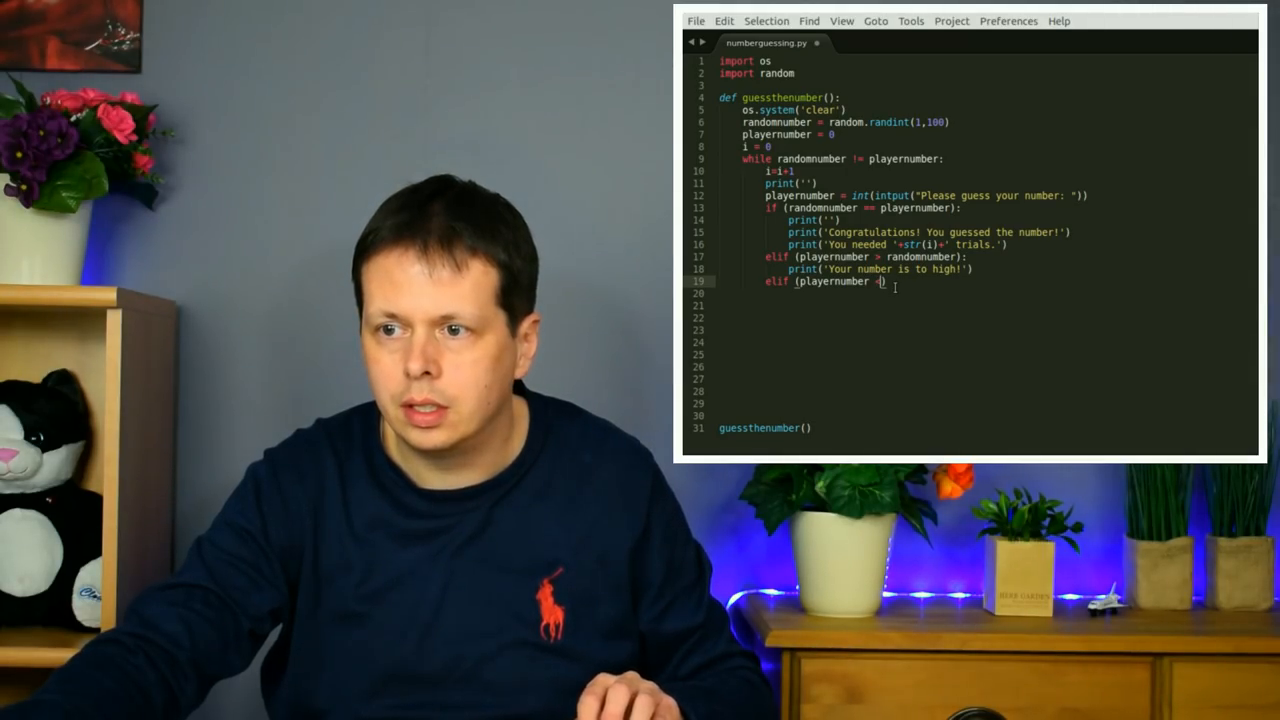 File Edit Selection Find View Goto Tools Project Preferences Help
numberguessing.py
1 import os
2 import random
3
4 def guessthenumber():
5 os.system('clear')
6 randomnumber = random.randint(1,100)
7 playernumber = 0
8 i = 0
9 while randomnumber != playernumber:
10 i=i+1
11 print('')
12 playernumber = int(intput("Please guess your number: "))
13 if (randomnumber == playernumber):
14 print('')
15 print('Congratulations! You guessed the number!')
16 print('You needed '+str(i)+' trials.')
17 elif (playernumber > randomnumber):
18 print('Your number is to high!')
19 elif (playernumber <)
20
21
22
23
24
25
26
27
28
29
30
31 guessthenumber()
HERB GARDEN